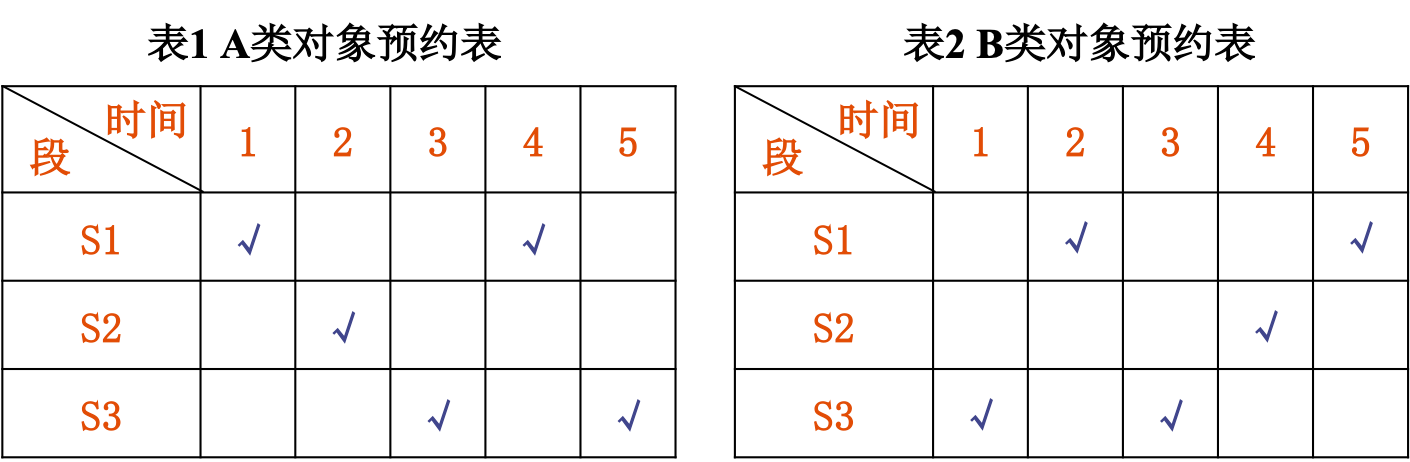 表1 A类对象预约表
时间
段 1 2 3 4 5
S1 √ √
S2 √
S3 √ √
表2 B类对象预约表
时间
段 1 2 3 4 5
S1 √ √
S2 √
S3 √ √